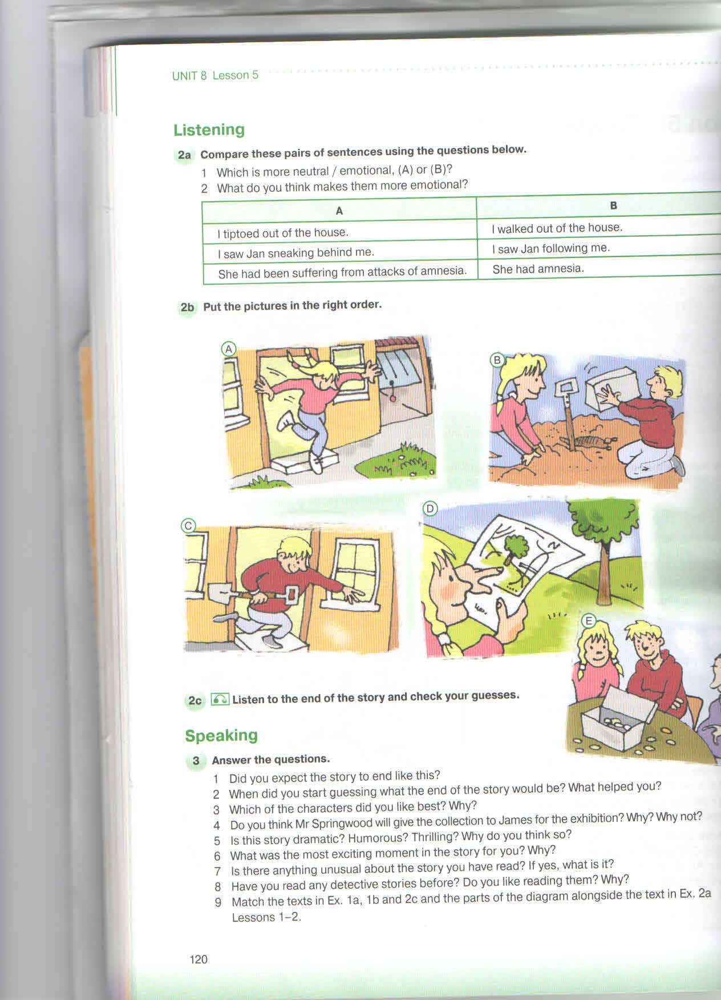 UNIT 8 Lesson 5
Listening
2a Compare these pairs of sentences using the questions below.
1 Which is more neutral / emotional, (A) or (B)?
2 What do you think makes them more emotional?
A B
I tiptoed out of the house. I walked out of the house.
I saw Jan sneaking behind me. I saw Jan following me.
She had been suffering from attacks of amnesia. She had amnesia.
2b Put the pictures in the right order.
A
B
C
D
E
2c Listen to the end of the story and check your guesses.
Speaking
3 Answer the questions.
1 Did you expect the story to end like this?
2 When did you start guessing what the end of the story would be? What helped you?
3 Which of the characters did you like best? Why?
4 Do you think Mr Springwood will give the collection to James for the exhibition? Why? Why not?
5 Is this story dramatic? Humorous? Thrilling? Why do you think so?
6 What was the most exciting moment in the story for you? Why?
7 Is there anything unusual about the story you have read? If yes, what is it?
8 Have you read any detective stories before? Do you like reading them? Why?
9 Match the texts in Ex. 1a, 1b and 2c and the parts of the diagram alongside the text in Ex. 2a
Lessons 1–2.
120